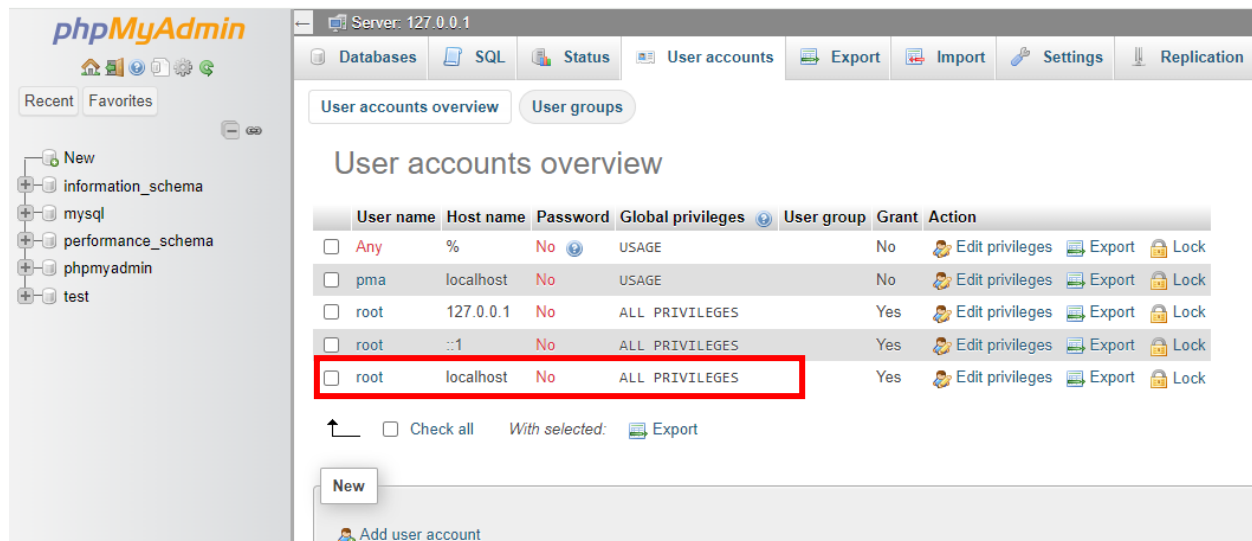 phpMyAdmin
Recent Favorites
New
information_schema
mysql
performance_schema
phpmyadmin
test
Server: 127.0.0.1
Databases SQL Status User accounts Export Import Settings Replication
User accounts overview User groups
User accounts overview
User name Host name Password Global privileges User group Grant Action
Any % No USAGE No Edit privileges Export Lock
pma localhost No USAGE No Edit privileges Export Lock
root 127.0.0.1 No ALL PRIVILEGES Yes Edit privileges Export Lock
root ::1 No ALL PRIVILEGES Yes Edit privileges Export Lock
root localhost No ALL PRIVILEGES Yes Edit privileges Export Lock
Check all With selected: Export
New
Add user account